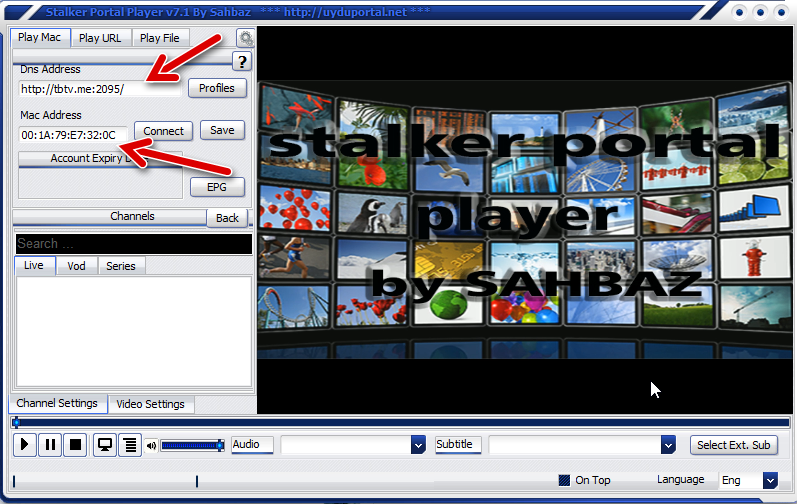 Stalker Portal Player v7.1 By Sahbaz *** http://uyduportal.net ***
Play Mac Play URL Play File
?
Dns Address
http://tbtv.me:2095/ Profiles
Mac Address
00:1A:79:E7:32:0C Connect Save
Account Expiry
EPG
Channels Back
Search ...
Live Vod Series
stalker portal
player
by SAHBAZ
Channel Settings Video Settings
Audio Subtitle Select Ext. Sub
On Top Language Eng